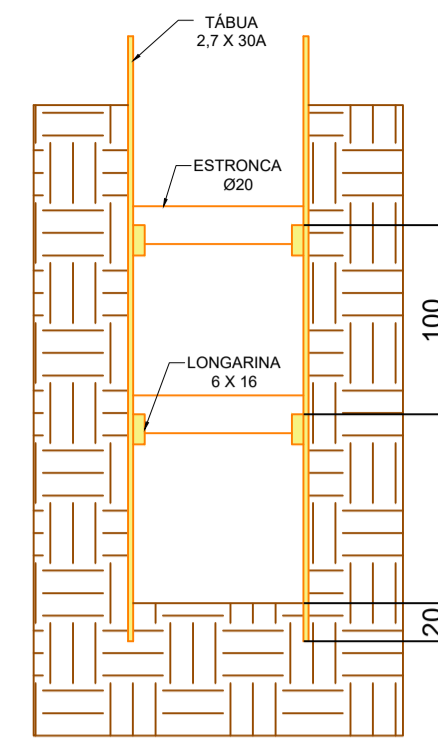 TÁBUA
2,7 X 30A
ESTRONCA
Ø20
100
LONGARINA
6 X 16
20